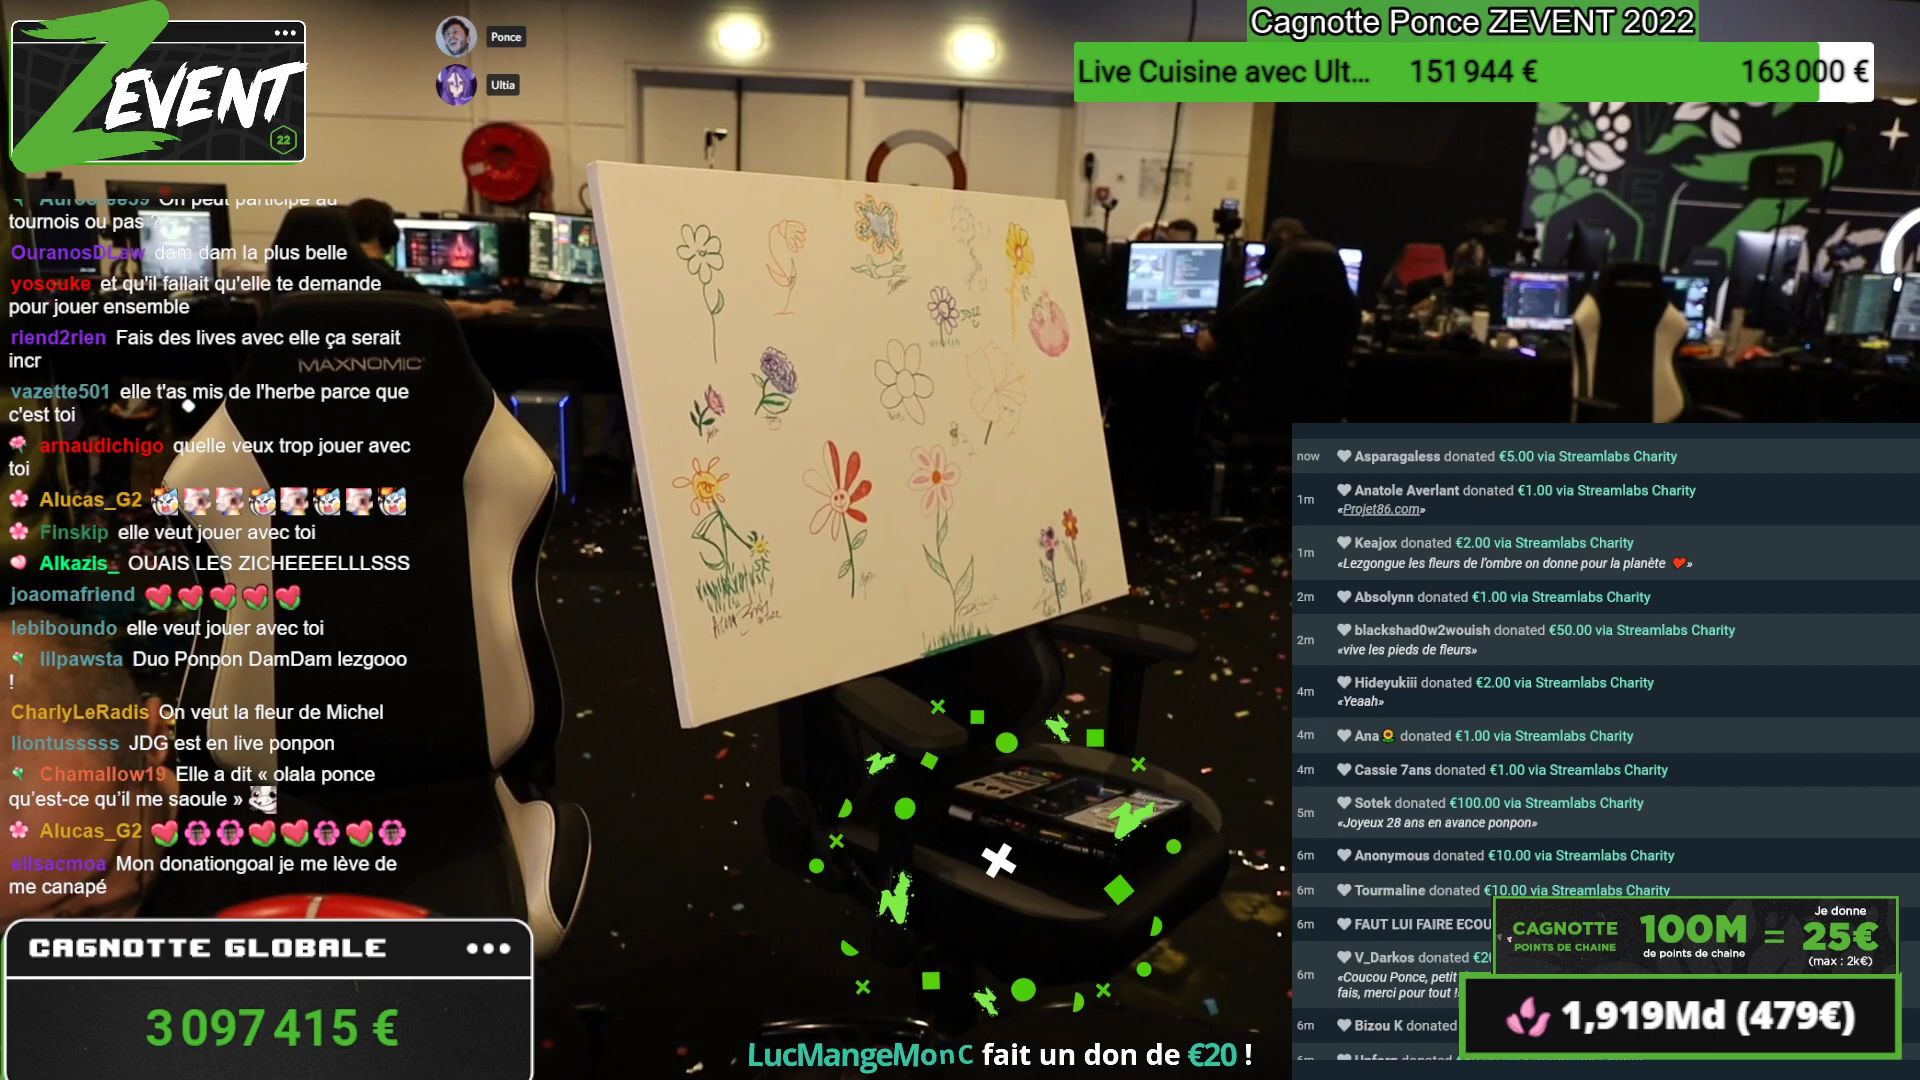 ZEVENT
22
Ponce
Ultia
Cagnotte Ponce ZEVENT 2022
Live Cuisine avec Ult... 151 944 € 163 000 €
On peut participe au
tournois ou pas ?
OuranosDLaw dam dam la plus belle
yosouke et qu'il fallait qu'elle te demande
pour jouer ensemble
riend2rien Fais des lives avec elle ça serait
incr
MAXNOMIC
vazette501 elle t'as mis de l'herbe parce que
c'est toi
arnaudichigo quelle veux trop jouer avec
toi
Alucas_G2
Finskip elle veut jouer avec toi
Alkazis_ OUAIS LES ZICHEEEELLLSSS
joaomafriend
lebiboundo elle veut jouer avec toi
lilpawsta Duo Ponpon DamDam lezgooo
!
CharlyLeRadis On veut la fleur de Michel
liontusssss JDG est en live ponpon
Chamallow19 Elle a dit « olala ponce
qu'est-ce qu'il me saoule »
Alucas_G2
ellsacmoa Mon donationgoal je me lève de
me canapé
CAGNOTTE GLOBALE
3 097 415 €
now Asparagaless donated €5.00 via Streamlabs Charity
1m Anatole Averlant donated €1.00 via Streamlabs Charity
«Projet86.com»
1m Keajox donated €2.00 via Streamlabs Charity
«Lezgongue les fleurs de l'ombre on donne pour la planète ❤»
2m Absolynn donated €1.00 via Streamlabs Charity
2m blackshad0w2wouish donated €50.00 via Streamlabs Charity
«vive les pieds de fleurs»
4m Hideyukiii donated €2.00 via Streamlabs Charity
«Yeaah»
4m Ana🌻 donated €1.00 via Streamlabs Charity
4m Cassie 7ans donated €1.00 via Streamlabs Charity
5m Sotek donated €100.00 via Streamlabs Charity
«Joyeux 28 ans en avance ponpon»
6m Anonymous donated €10.00 via Streamlabs Charity
6m Tourmaline donated €10.00 via Streamlabs Charity
6m FAUT LUI FAIRE ECOU
6m V_Darkos donated
«Coucou Ponce, petit
fais, merci pour tout !
6m Bizou K donated
CAGNOTTE
POINTS DE CHAINE
100M
de points de chaine
=
Je donne
25€
(max : 2k€)
1,919Md (479€)
LucMangeMonC fait un don de €20 !